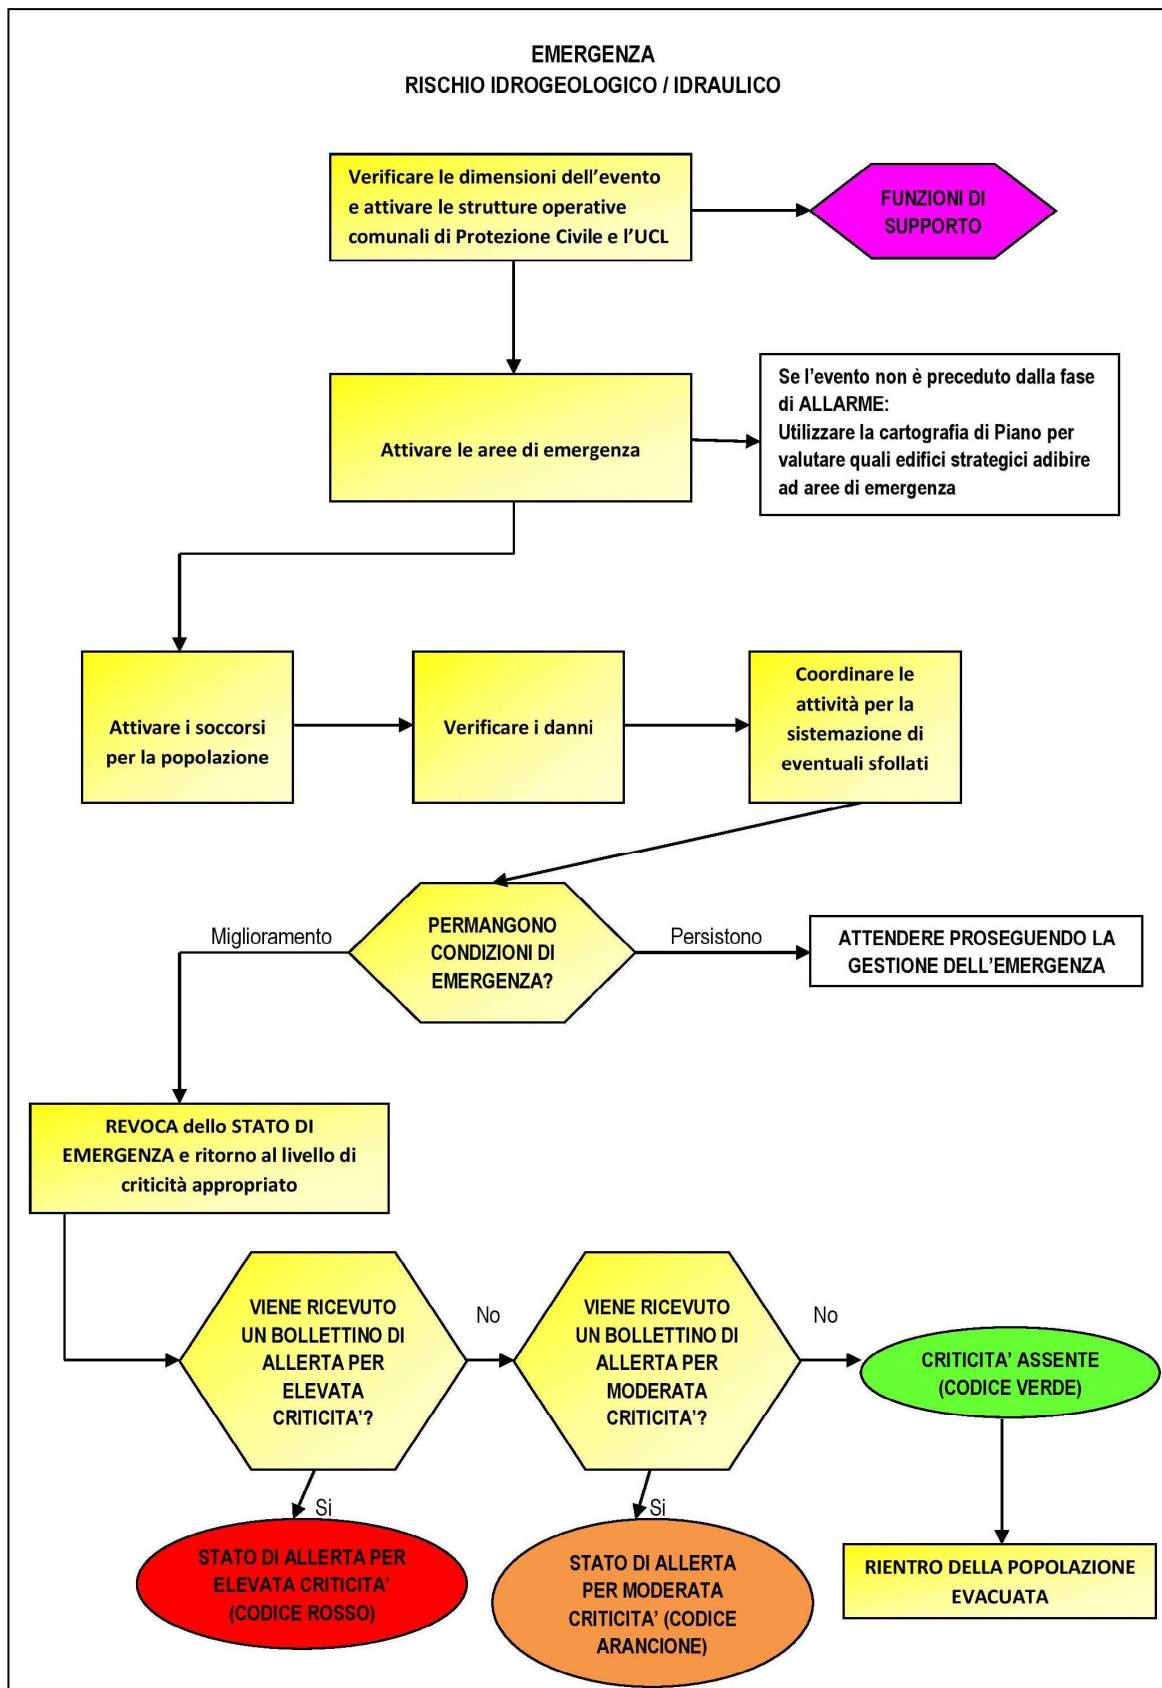 EMERGENZA
RISCHIO IDROGEOLOGICO / IDRAULICO
Verificare le dimensioni dell'evento
e attivare le strutture operative
comunali di Protezione Civile e l'UCL
FUNZIONI DI
SUPPORTO
Attivare le aree di emergenza
Se l'evento non è preceduto dalla fase
di ALLARME:
Utilizzare la cartografia di Piano per
valutare quali edifici strategici adibire
ad aree di emergenza
Attivare i soccorsi
per la popolazione
Verificare i danni
Coordinare le
attività per la
sistemazione di
eventuali sfollati
Miglioramento
PERMANGONO
CONDIZIONI DI
EMERGENZA?
Persistono
ATTENDERE PROSEGUENDO LA
GESTIONE DELL'EMERGENZA
REVOCA dello STATO DI
EMERGENZA e ritorno al livello di
criticità appropriato
VIENE RICEVUTO
UN BOLLETTINO DI
ALLERTA PER
ELEVATA
CRITICITA'?
No
VIENE RICEVUTO
UN BOLLETTINO DI
ALLERTA PER
MODERATA
CRITICITA'?
No
CRITICITA' ASSENTE
(CODICE VERDE)
Si
STATO DI ALLERTA PER
ELEVATA CRITICITA'
(CODICE ROSSO)
Si
STATO DI ALLERTA
PER MODERATA
CRITICITA' (CODICE
ARANCIONE)
RIENTRO DELLA POPOLAZIONE
EVACUATA